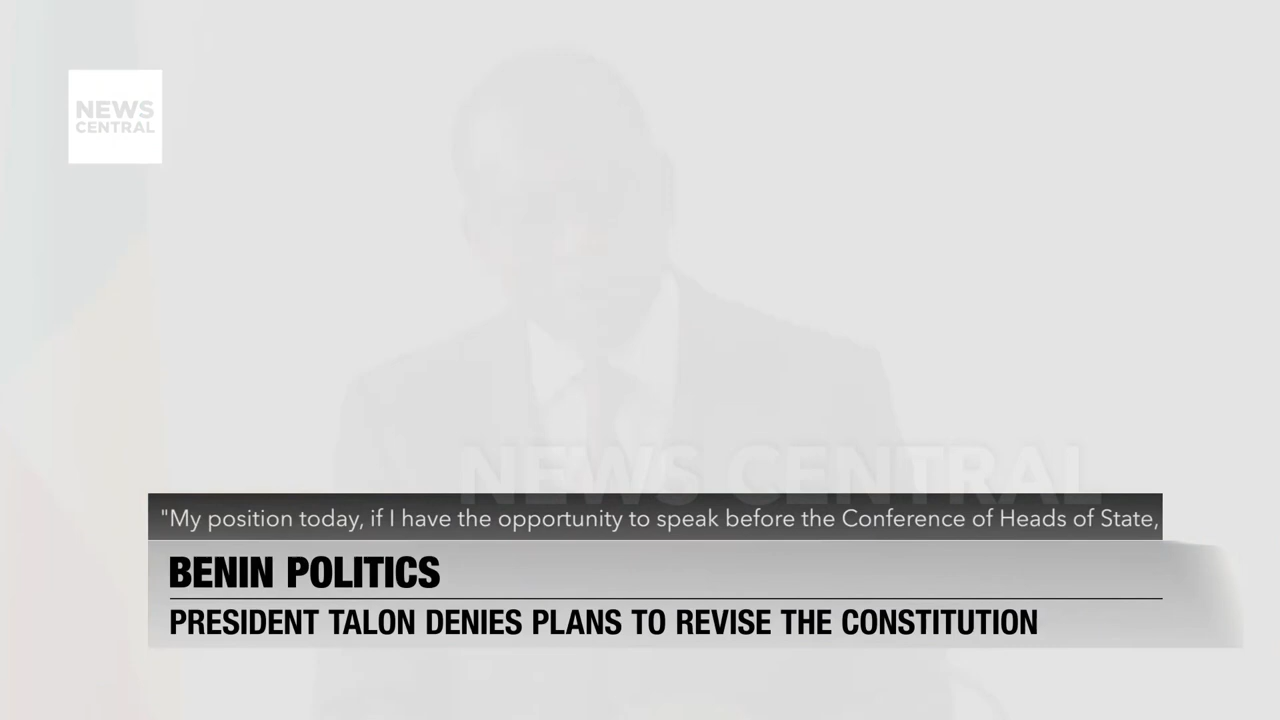 NEWS
CENTRAL
NEWS CENTRAL
"My position today, if I have the opportunity to speak before the Conference of Heads of State,
BENIN POLITICS
PRESIDENT TALON DENIES PLANS TO REVISE THE CONSTITUTION